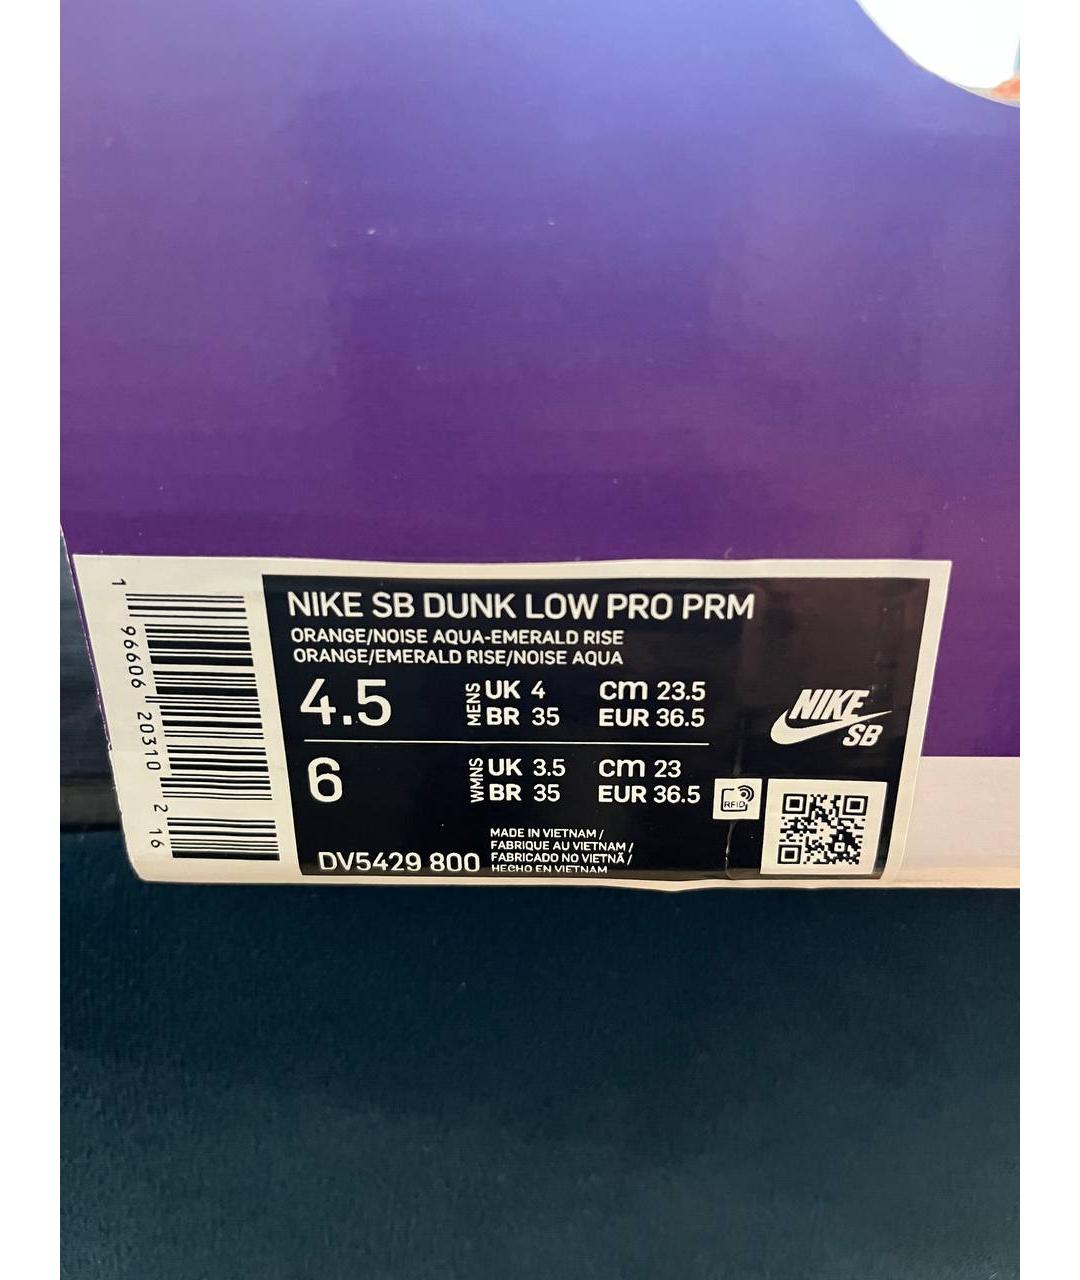 NIKE SB DUNK LOW PRO PRM
ORANGE/NOISE AQUA-EMERALD RISE
ORANGE/EMERALD RISE/NOISE AQUA
4.5 MENS UK 4 cm 23.5
BR 35 EUR 36.5
6 WMNS UK 3.5 cm 23
BR 35 EUR 36.5
NIKE
SB
RFID
MADE IN VIETNAM /
FABRIQUE AU VIETNAM /
FABRICADO NO VIETNÃ /
HECHO EN VIETNAM
DV5429 800
1 96606 20310 2 16